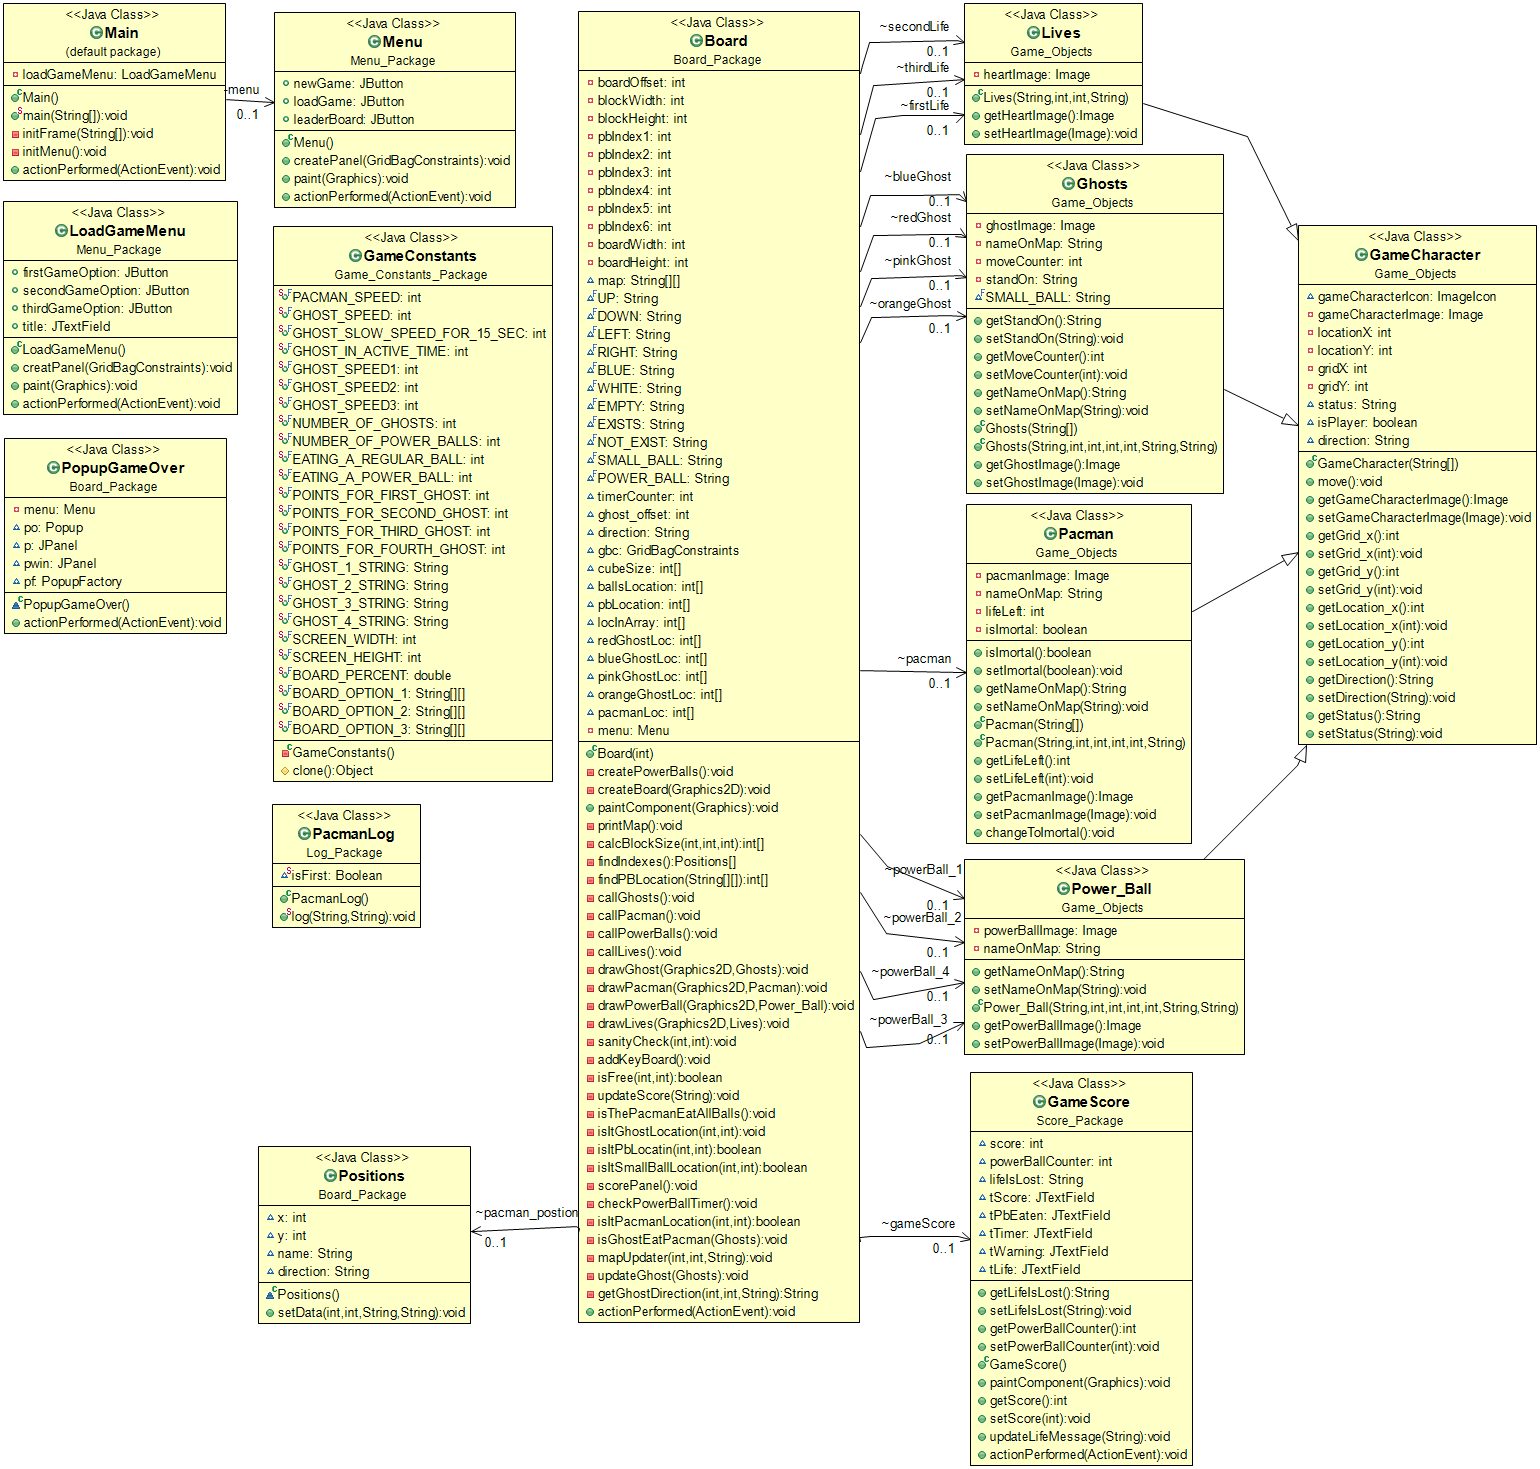 <<Java Class>>
Main
(default package)
loadGameMenu: LoadGameMenu
Main()
main(String[]):void
initFrame(String[]):void
initMenu():void
actionPerformed(ActionEvent):void
-menu
0..1
<<Java Class>>
Menu
Menu_Package
newGame: JButton
loadGame: JButton
leaderBoard: JButton
Menu()
createPanel(GridBagConstraints):void
paint(Graphics):void
actionPerformed(ActionEvent):void
<<Java Class>>
LoadGameMenu
Menu_Package
firstGameOption: JButton
secondGameOption: JButton
thirdGameOption: JButton
title: JTextField
LoadGameMenu()
creatPanel(GridBagConstraints):void
paint(Graphics):void
actionPerformed(ActionEvent):void
<<Java Class>>
PopupGameOver
Board_Package
menu: Menu
po: Popup
p: JPanel
pwin: JPanel
pf: PopupFactory
PopupGameOver()
actionPerformed(ActionEvent):void
<<Java Class>>
GameConstants
Game_Constants_Package
PACMAN_SPEED: int
GHOST_SPEED: int
GHOST_SLOW_SPEED_FOR_15_SEC: int
GHOST_IN_ACTIVE_TIME: int
GHOST_SPEED1: int
GHOST_SPEED2: int
GHOST_SPEED3: int
NUMBER_OF_GHOSTS: int
NUMBER_OF_POWER_BALLS: int
EATING_A_REGULAR_BALL: int
EATING_A_POWER_BALL: int
POINTS_FOR_FIRST_GHOST: int
POINTS_FOR_SECOND_GHOST: int
POINTS_FOR_THIRD_GHOST: int
POINTS_FOR_FOURTH_GHOST: int
GHOST_1_STRING: String
GHOST_2_STRING: String
GHOST_3_STRING: String
GHOST_4_STRING: String
SCREEN_WIDTH: int
SCREEN_HEIGHT: int
BOARD_PERCENT: double
BOARD_OPTION_1: String[][]
BOARD_OPTION_2: String[][]
BOARD_OPTION_3: String[][]
GameConstants()
clone():Object
<<Java Class>>
PacmanLog
Log_Package
isFirst: Boolean
PacmanLog()
log(String,String):void
<<Java Class>>
Positions
Board_Package
x: int
y: int
name: String
direction: String
Positions()
setData(int,int,String,String):void
~pacman_postion
0..1
<<Java Class>>
Board
Board_Package
boardOffset: int
blockWidth: int
blockHeight: int
pbIndex1: int
pbIndex2: int
pbIndex3: int
pbIndex4: int
pbIndex5: int
pbIndex6: int
boardWidth: int
boardHeight: int
map: String[][]
UP: String
DOWN: String
LEFT: String
RIGHT: String
BLUE: String
WHITE: String
EMPTY: String
EXISTS: String
NOT_EXIST: String
SMALL_BALL: String
POWER_BALL: String
timerCounter: int
ghost_offset: int
direction: String
gbc: GridBagConstraints
cubeSize: int[]
ballsLocation: int[]
pbLocation: int[]
locInArray: int[]
redGhostLoc: int[]
blueGhostLoc: int[]
pinkGhostLoc: int[]
orangeGhostLoc: int[]
pacmanLoc: int[]
menu: Menu
Board(int)
createPowerBalls():void
createBoard(Graphics2D):void
paintComponent(Graphics):void
printMap():void
calcBlockSize(int,int,int):int[]
findIndexes():Positions[]
findPBLocation(String[][]):int[]
callGhosts():void
callPacman():void
callPowerBalls():void
callLives():void
drawGhost(Graphics2D,Ghosts):void
drawPacman(Graphics2D,Pacman):void
drawPowerBall(Graphics2D,Power_Ball):void
drawLives(Graphics2D,Lives):void
sanityCheck(int,int):void
addKeyBoard():void
isFree(int,int):boolean
updateScore(String):void
isThePacmanEatAllBalls():void
isItGhostLocation(int,int):void
isItPbLocatin(int,int):boolean
isItSmallBallLocation(int,int):boolean
scorePanel():void
checkPowerBallTimer():void
isItPacmanLocation(int,int):boolean
isGhostEatPacman(Ghosts):void
mapUpdater(int,int,String):void
updateGhost(Ghosts):void
getGhostDirection(int,int,String):String
actionPerformed(ActionEvent):void
~secondLife
0..1
~thirdLife
0..1
~firstLife
0..1
~blueGhost
0..1
~redGhost
0..1
~pinkGhost
0..1
~orangeGhost
0..1
~pacman
0..1
~powerBall_1
0..1
~powerBall_2
0..1
~powerBall_4
0..1
~powerBall_3
0..1
~gameScore
0..1
<<Java Class>>
Lives
Game_Objects
heartImage: Image
Lives(String,int,int,String)
getHeartImage():Image
setHeartImage(Image):void
<<Java Class>>
Ghosts
Game_Objects
ghostImage: Image
nameOnMap: String
moveCounter: int
standOn: String
SMALL_BALL: String
getStandOn():String
setStandOn(String):void
getMoveCounter():int
setMoveCounter(int):void
getNameOnMap():String
setNameOnMap(String):void
Ghosts(String[])
Ghosts(String,int,int,int,int,String,String)
getGhostImage():Image
setGhostImage(Image):void
<<Java Class>>
Pacman
Game_Objects
pacmanImage: Image
nameOnMap: String
lifeLeft: int
isImortal: boolean
isImortal():boolean
setImortal(boolean):void
getNameOnMap():String
setNameOnMap(String):void
Pacman(String[])
Pacman(String,int,int,int,int,String)
getLifeLeft():int
setLifeLeft(int):void
getPacmanImage():Image
setPacmanImage(Image):void
changeToImortal():void
<<Java Class>>
Power_Ball
Game_Objects
powerBallImage: Image
nameOnMap: String
getNameOnMap():String
setNameOnMap(String):void
Power_Ball(String,int,int,int,int,String,String)
getPowerBallImage():Image
setPowerBallImage(Image):void
<<Java Class>>
GameScore
Score_Package
score: int
powerBallCounter: int
lifeIsLost: String
tScore: JTextField
tPbEaten: JTextField
tTimer: JTextField
tWarning: JTextField
tLife: JTextField
getLifeIsLost():String
setLifeIsLost(String):void
getPowerBallCounter():int
setPowerBallCounter(int):void
GameScore()
paintComponent(Graphics):void
getScore():int
setScore(int):void
updateLifeMessage(String):void
actionPerformed(ActionEvent):void
<<Java Class>>
GameCharacter
Game_Objects
gameCharacterIcon: ImageIcon
gameCharacterImage: Image
locationX: int
locationY: int
gridX: int
gridY: int
status: String
isPlayer: boolean
direction: String
GameCharacter(String[])
move():void
getGameCharacterImage():Image
setGameCharacterImage(Image):void
getGrid_x():int
setGrid_x(int):void
getGrid_y():int
setGrid_y(int):void
getLocation_x():int
setLocation_x(int):void
getLocation_y():int
setLocation_y(int):void
getDirection():String
setDirection(String):void
getStatus():String
setStatus(String):void